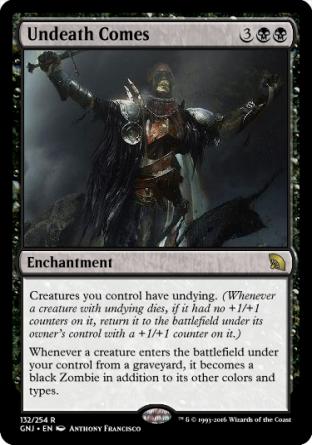 Undeath Comes 3
Enchantment
Creatures you control have undying. (Whenever
a creature with undying dies, if it had no +1/+1
counters on it, return it to the battlefield under its
owner's control with a +1/+1 counter on it.)
Whenever a creature enters the battlefield under
your control from a graveyard, it becomes a
black Zombie in addition to its other colors and
types.
132/254 R
GNJ • EN Anthony Francisco
™ & © 1993-2016 Wizards of the Coast